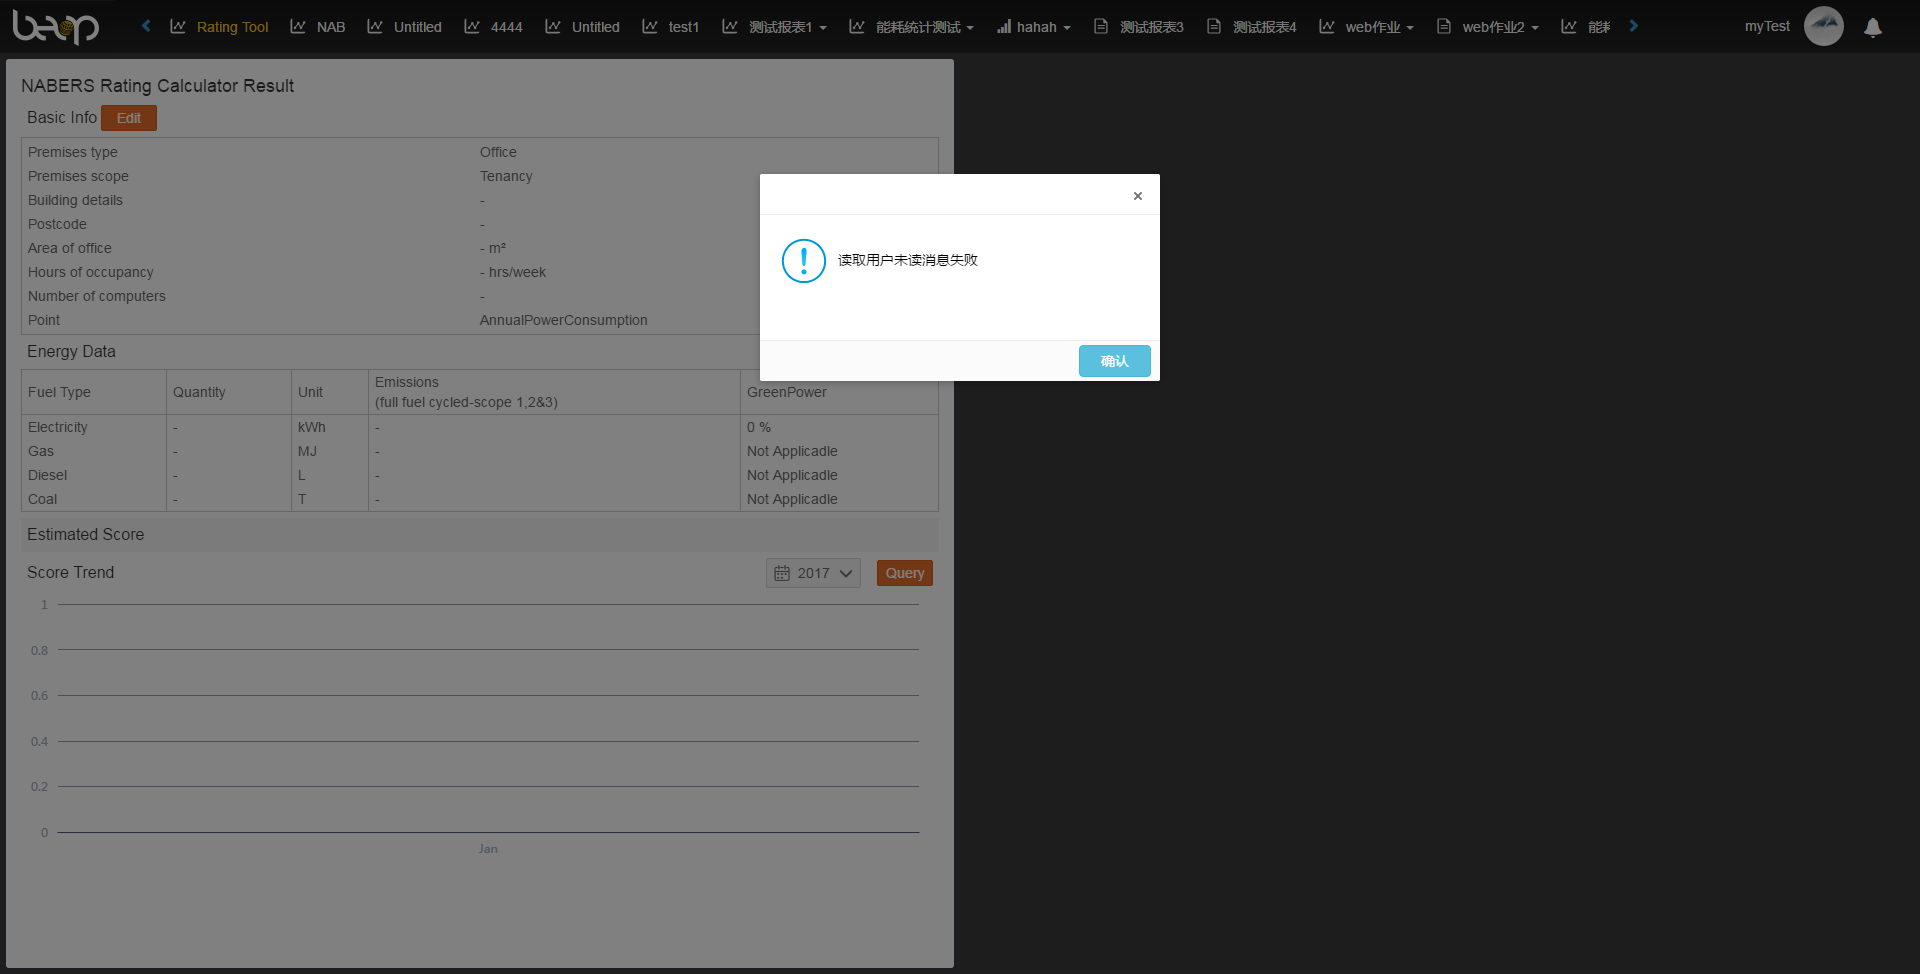 beop
Rating Tool NAB Untitled 4444 Untitled test1 测试报表1 能耗统计测试 hahah 测试报表3 测试报表4 web作业 web作业2 能耗 myTest
NABERS Rating Calculator Result
Basic Info Edit
Premises type Office
Premises scope Tenancy
Building details -
Postcode -
Area of office - m²
Hours of occupancy - hrs/week
Number of computers -
Point AnnualPowerConsumption
×
读取用户未读消息失败
确认
Energy Data
Fuel Type Quantity Unit Emissions (full fuel cycled-scope 1,2&3) GreenPower
Electricity - kWh - 0 %
Gas - MJ - Not Applicadle
Diesel - L - Not Applicadle
Coal - T - Not Applicadle
Estimated Score
Score Trend 2017 Query
1
0.8
0.6
0.4
0.2
0
Jan